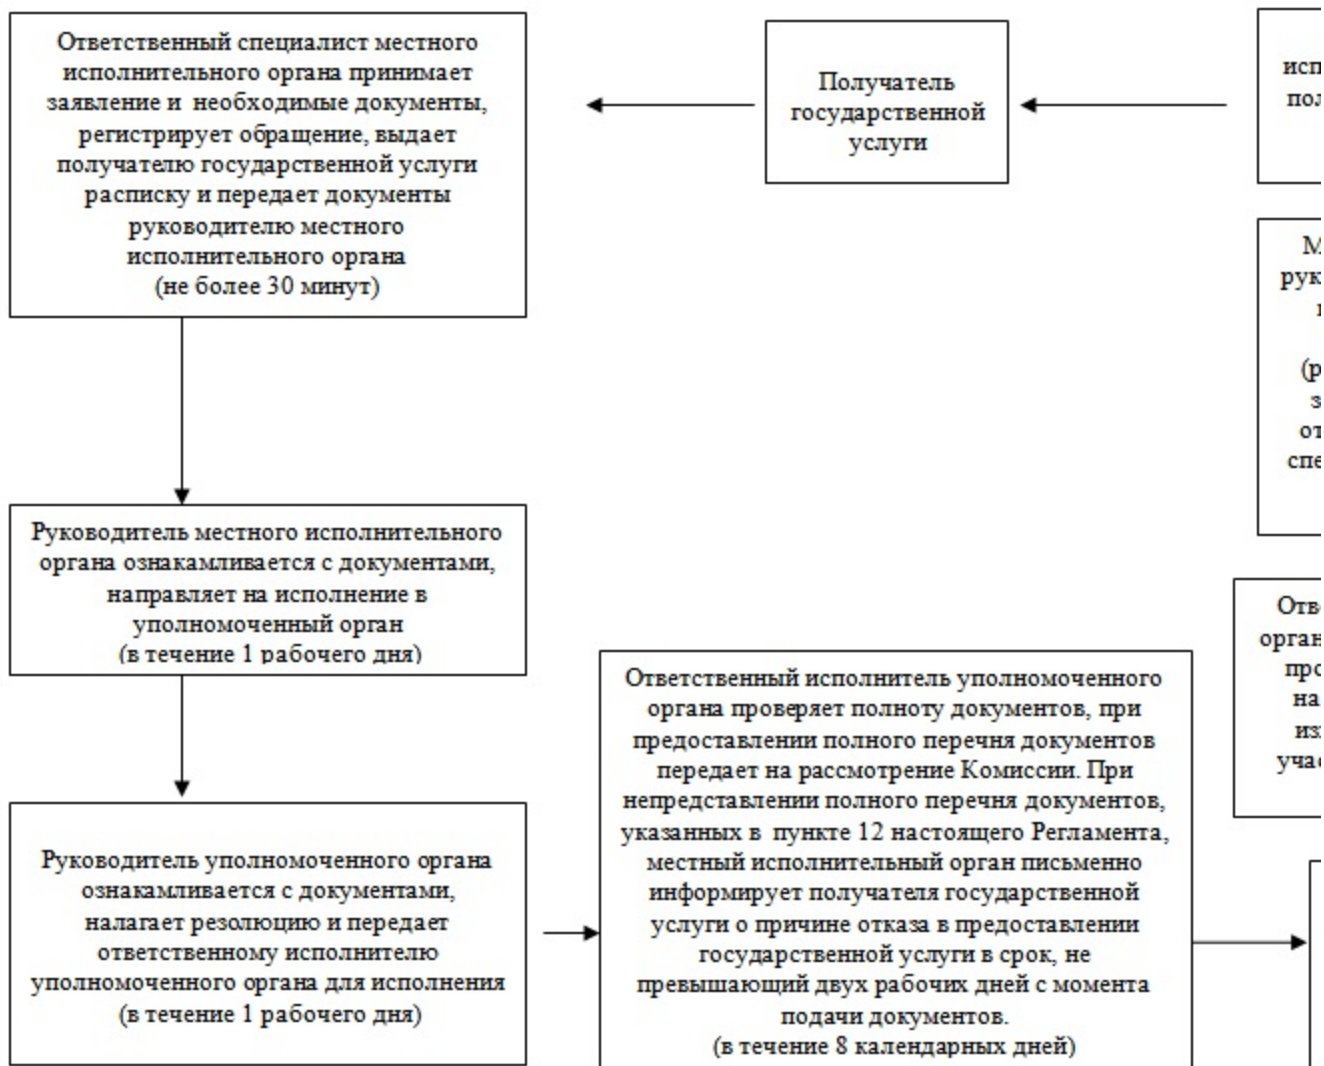 Ответственный специалист местного
исполнительного органа принимает
заявление и необходимые документы,
регистрирует обращение, выдает
получателю государственной услуги
расписку и передает документы
руководителю местного
исполнительного органа
(не более 30 минут)
Получатель
государственной
услуги
Руководитель местного исполнительного
органа ознакамливается с документами,
направляет на исполнение в
уполномоченный орган
(в течение 1 рабочего дня)
Руководитель уполномоченного органа
ознакамливается с документами,
налагает резолюцию и передает
ответственному исполнителю
уполномоченного органа для исполнения
(в течение 1 рабочего дня)
Ответственный исполнитель уполномоченного
органа проверяет полноту документов, при
предоставлении полного перечня документов
передает на рассмотрение Комиссии. При
непредставлении полного перечня документов,
указанных в пункте 12 настоящего Регламента,
местный исполнительный орган письменно
информирует получателя государственной
услуги о причине отказа в предоставлении
государственной услуги в срок, не
превышающий двух рабочих дней с момента
подачи документов.
(в течение 8 календарных дней)